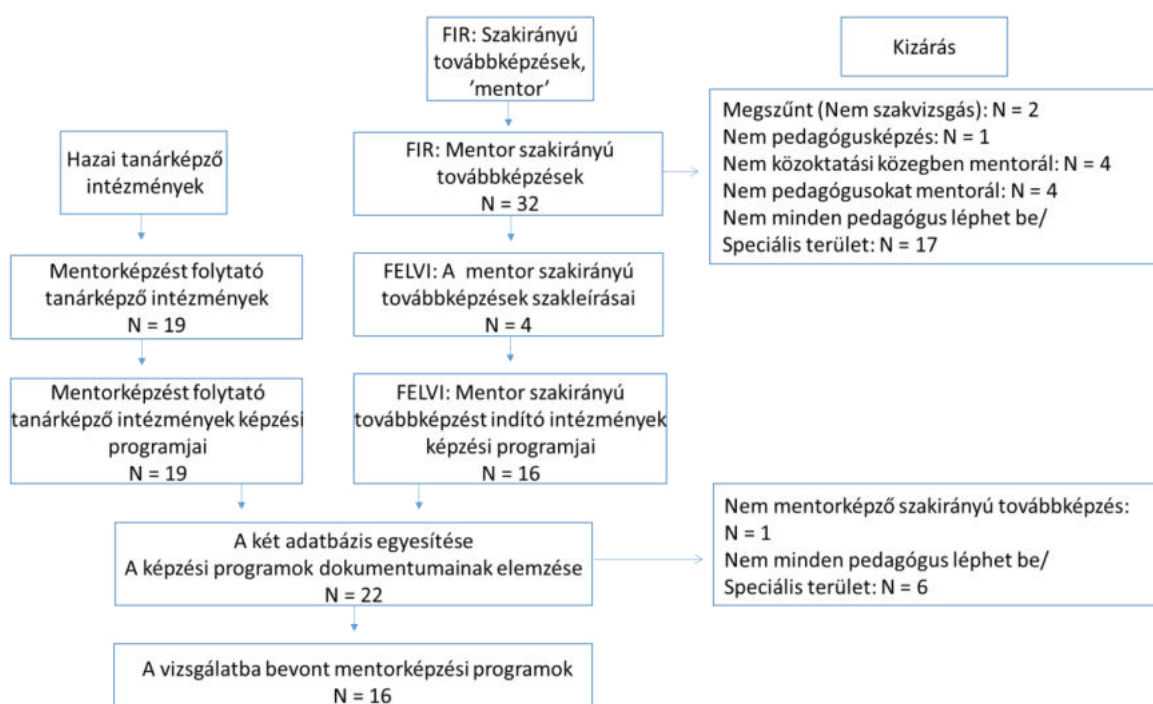 FIR: Szakirányú
továbbképzések,
’mentor’
Kizárás
Hazai tanárképző
intézmények
FIR: Mentor szakirányú
továbbképzések
N = 32
Megszűnt (Nem szakvizsgás): N = 2
Nem pedagógusképzés: N = 1
Nem közoktatási közegben mentorál: N = 4
Nem pedagógusokat mentorál: N = 4
Nem minden pedagógus léphet be/
Speciális terület: N = 17
Mentorképzést folytató
tanárképző intézmények
N = 19
FELVI: A mentor szakirányú
továbbképzések szakleírásai
N = 4
Mentorképzést folytató
tanárképző intézmények képzési
programjai
N = 19
FELVI: Mentor szakirányú
továbbképzést indító intézmények
képzési programjai
N = 16
A két adatbázis egyesítése
A képzési programok dokumentumainak elemzése
N = 22
Nem mentorképző szakirányú továbbképzés:
N = 1
Nem minden pedagógus léphet be/
Speciális terület: N = 6
A vizsgálatba bevont mentorképzési programok
N = 16